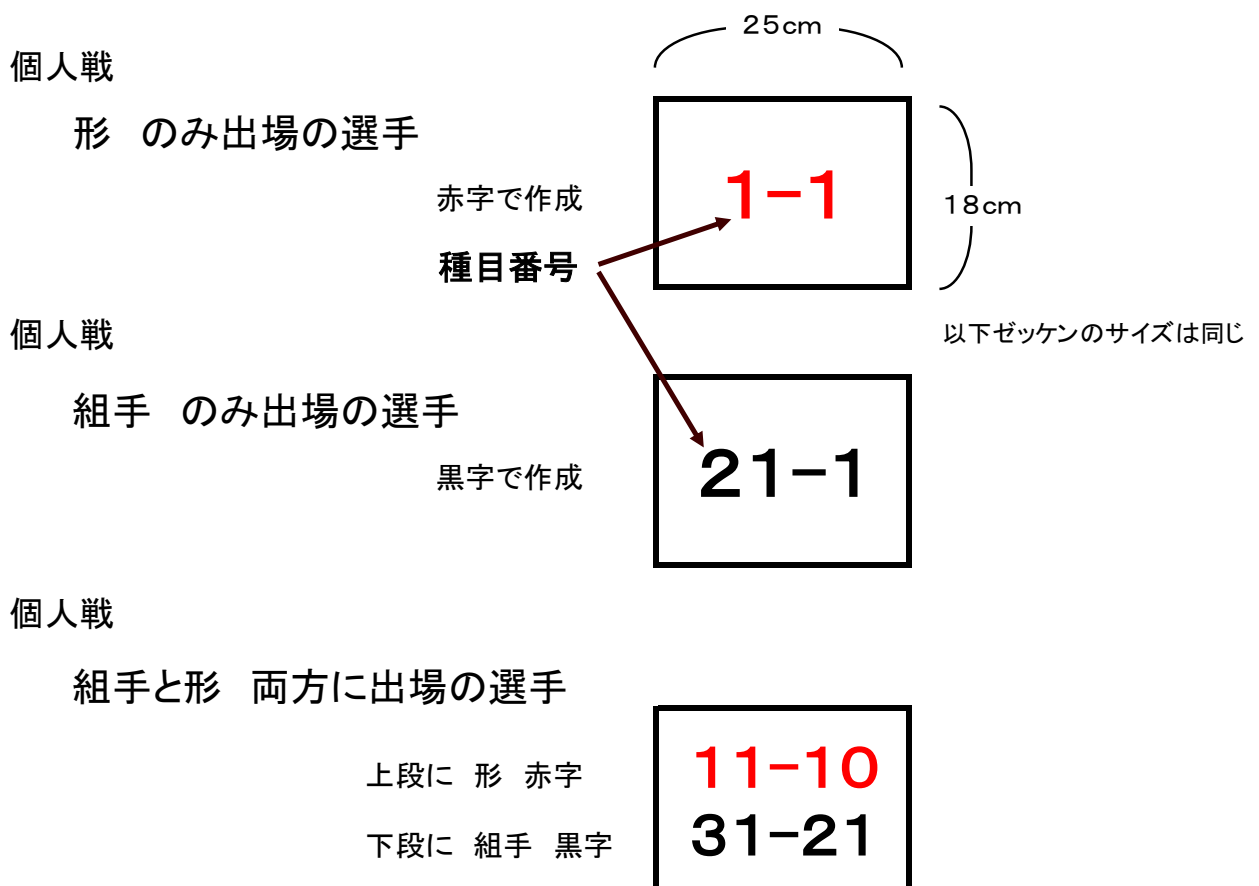 25cm
個人戦
形　のみ出場の選手
赤字で作成
1-1
18cm
種目番号
個人戦
以下ゼッケンのサイズは同じ
組手　のみ出場の選手
黒字で作成
21-1
個人戦
組手と形　両方に出場の選手
上段に　形　赤字
11-10
下段に　組手　黒字
31-21